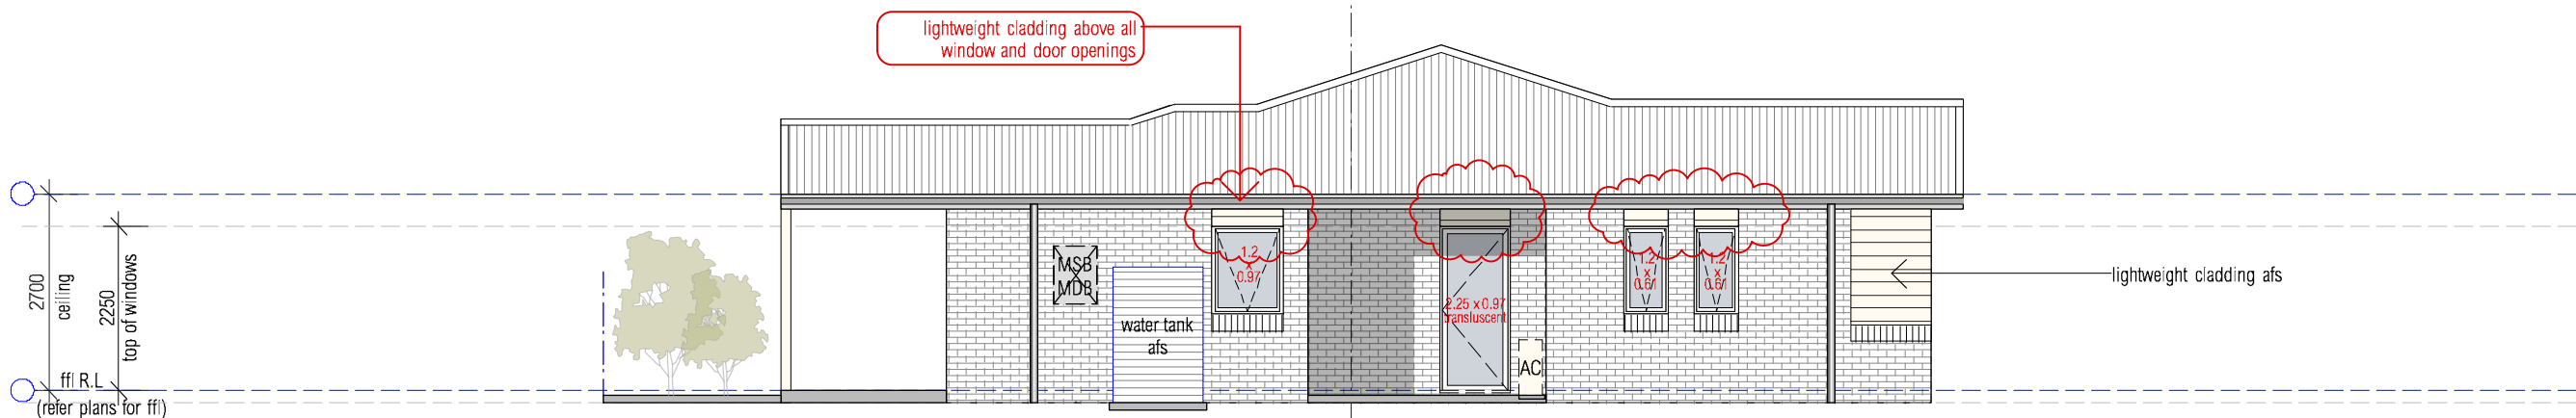 lightweight cladding above all
window and door openings
2700
ceiling
2250
top of windows
ffl R.L
(refer plans for ffl)
MSB
MDB
water tank
afs
1.2
x
0.97
2.25 x 0.97
transluscent
AC
1.2
x
0.61
1.2
x
0.61
lightweight cladding afs